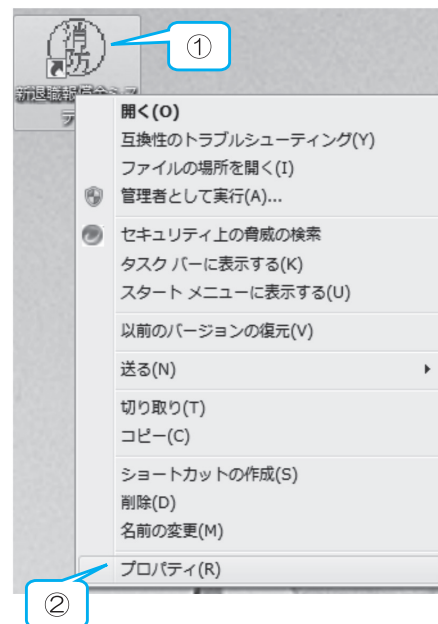 消
防
①
新退職報償金シス
テ
開く(O)
互換性のトラブルシューティング(Y)
ファイルの場所を開く(I)
管理者として実行(A)...
セキュリティ上の脅威の検索
タスク バーに表示する(K)
スタート メニューに表示する(U)
以前のバージョンの復元(V)
送る(N)
切り取り(T)
コピー(C)
ショートカットの作成(S)
削除(D)
名前の変更(M)
プロパティ(R)
②